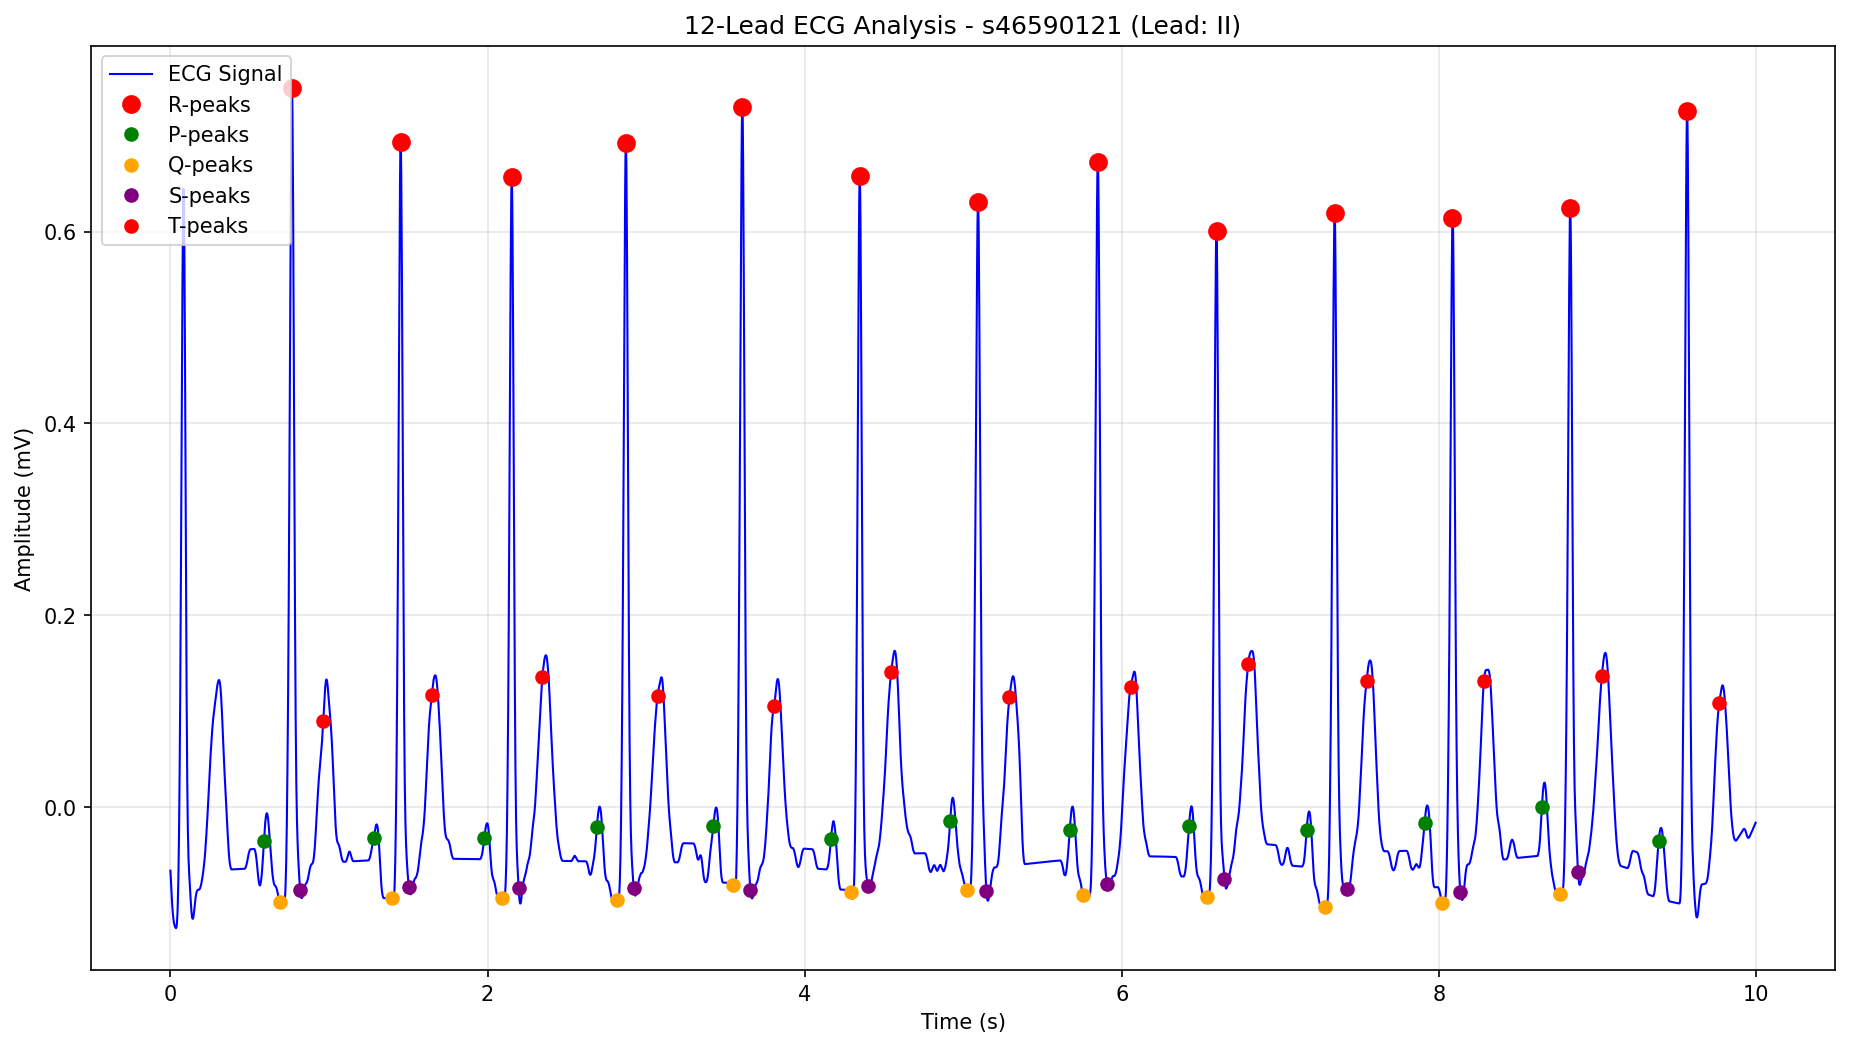 12-Lead ECG Analysis - s46590121 (Lead: II)
ECG Signal
R-peaks
P-peaks
Q-peaks
S-peaks
T-peaks
0.6
0.4
0.2
0.0
Amplitude (mV)
0 2 4 6 8 10
Time (s)